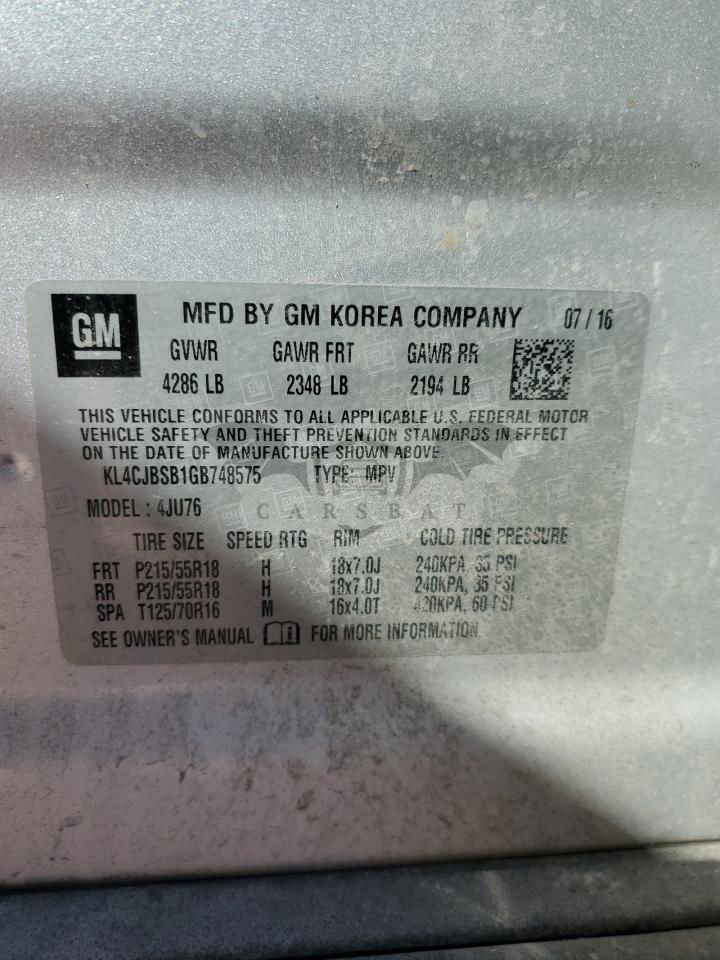 GM MFD BY GM KOREA COMPANY 07 / 16
GVWR GAWR FRT GAWR RR
4286 LB 2348 LB 2194 LB
THIS VEHICLE CONFORMS TO ALL APPLICABLE U.S. FEDERAL MOTOR
VEHICLE SAFETY AND THEFT PREVENTION STANDARDS IN EFFECT
ON THE DATE OF MANUFACTURE SHOWN ABOVE.
KL4CJBSB1GB748575 TYPE: MPV
MODEL : 4JU76
CARSBAT
TIRE SIZE SPEED RTG RIM COLD TIRE PRESSURE
FRT P215/55R18 H 18x7.0J 240KPA, 35 PSI
RR P215/55R18 H 18x7.0J 240KPA, 35 PSI
SPA T125/70R16 M 16x4.0T 420KPA, 60 PSI
SEE OWNER'S MANUAL FOR MORE INFORMATION